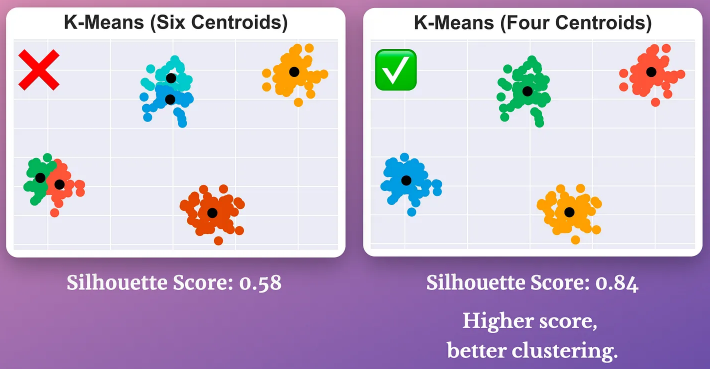 K-Means (Six Centroids)
Silhouette Score: 0.58
K-Means (Four Centroids)
Silhouette Score: 0.84
Higher score,
better clustering.